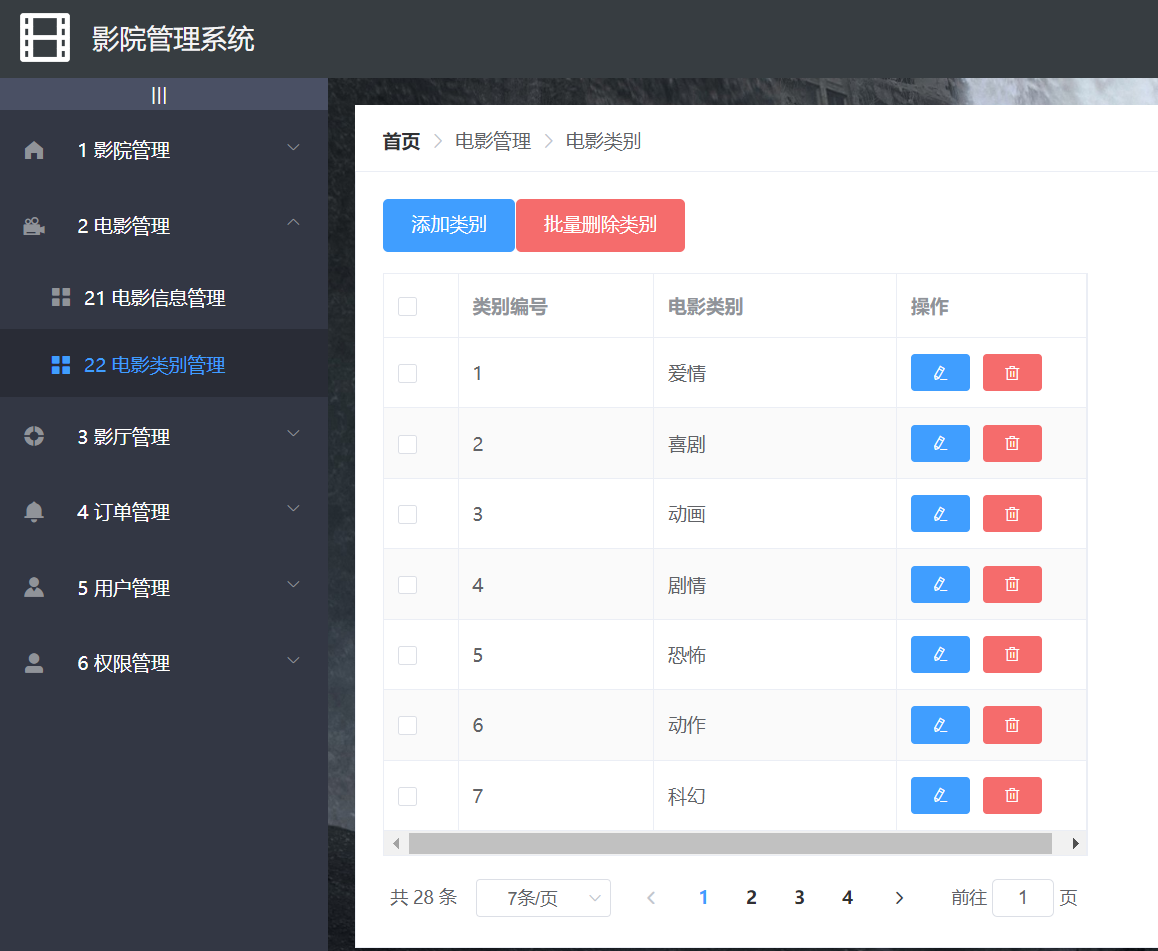 影院管理系统
|||
1 影院管理
2 电影管理
21 电影信息管理
22 电影类别管理
3 影厅管理
4 订单管理
5 用户管理
6 权限管理
首页 > 电影管理 > 电影类别
添加类别 批量删除类别
类别编号 电影类别 操作
1 爱情
2 喜剧
3 动画
4 剧情
5 恐怖
6 动作
7 科幻
共 28 条 7条/页 < 1 2 3 4 > 前往 1 页